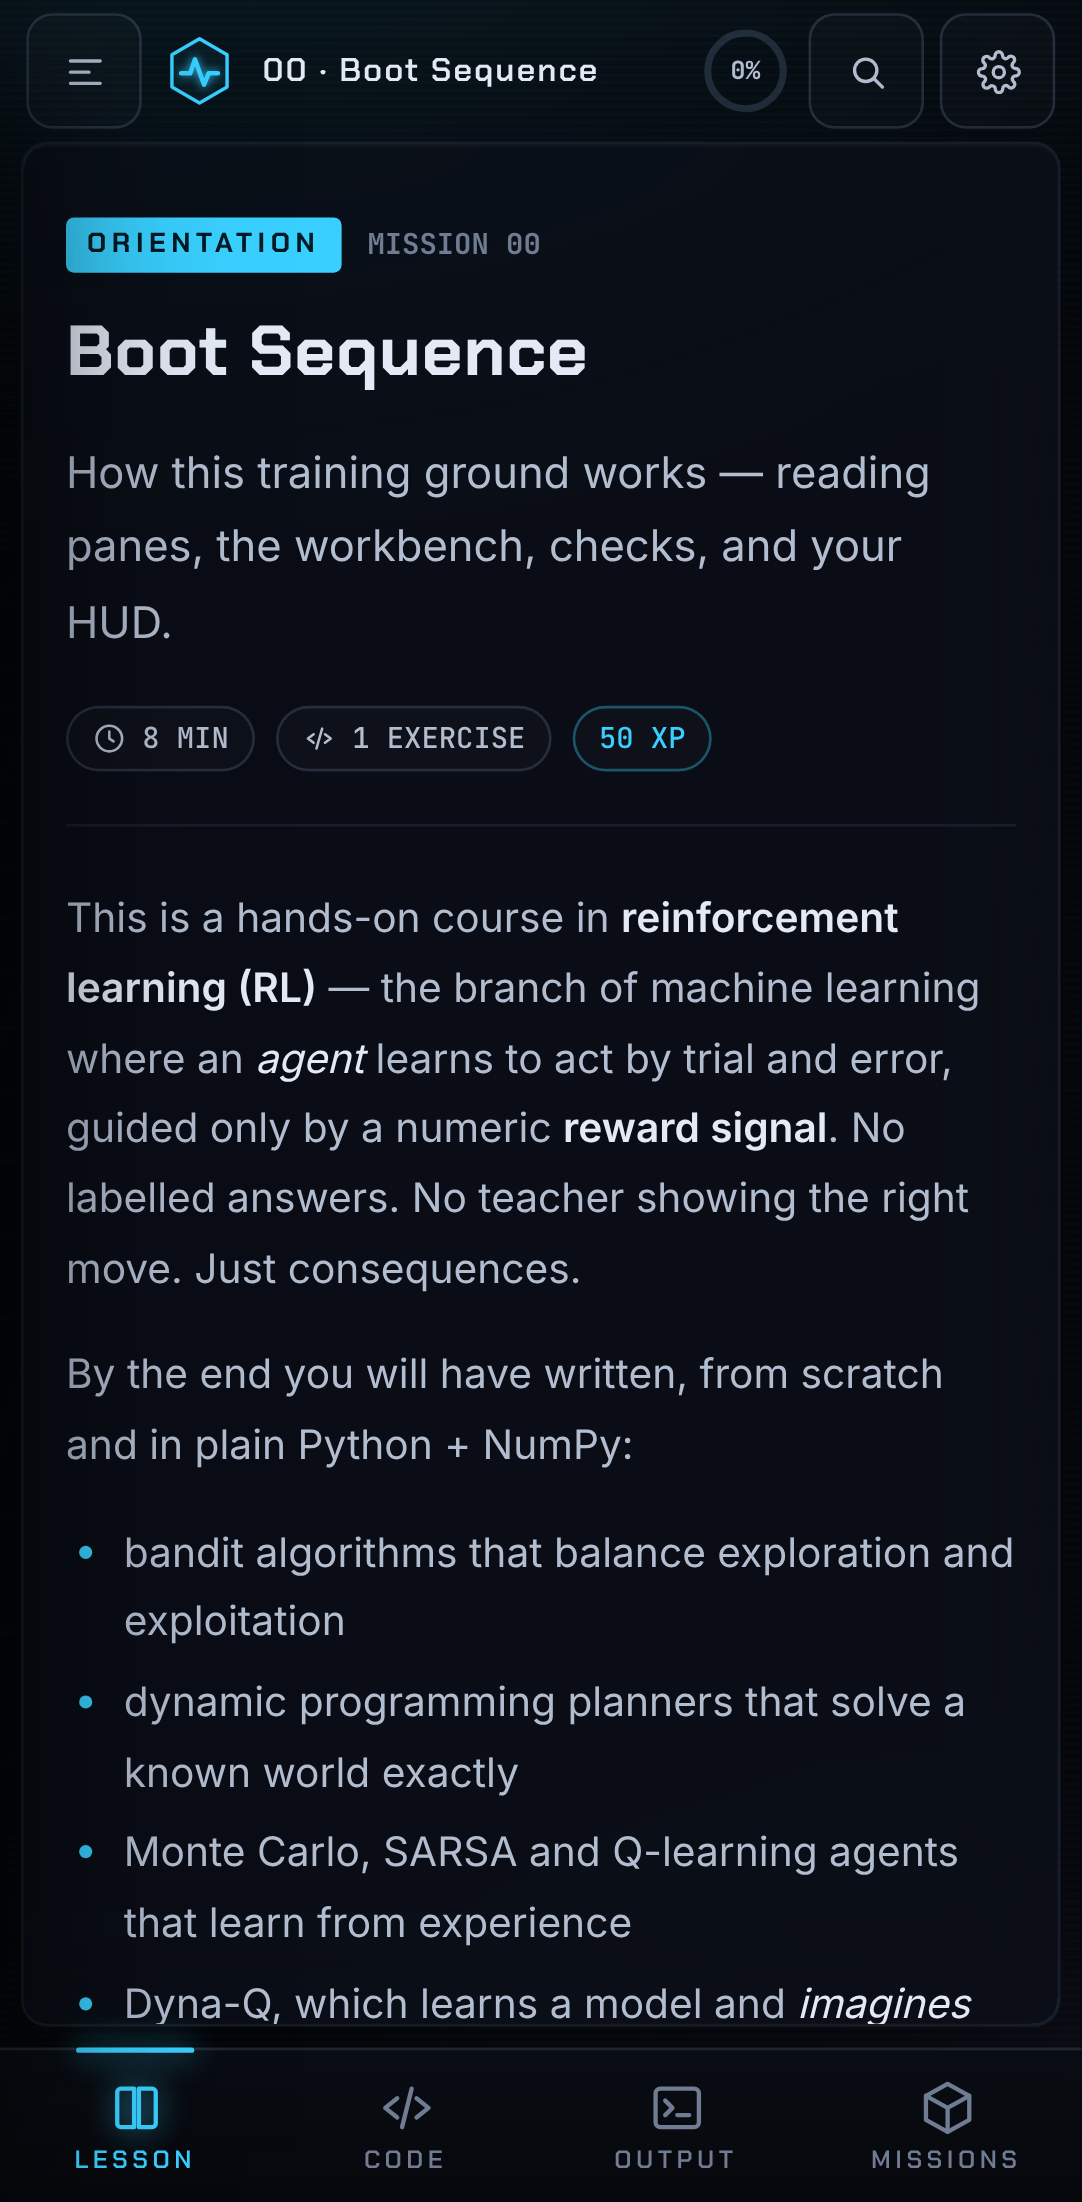 00 · Boot Sequence
0%
ORIENTATION MISSION 00
Boot Sequence
How this training ground works — reading
panes, the workbench, checks, and your
HUD.
8 MIN 1 EXERCISE 50 XP
This is a hands-on course in reinforcement
learning (RL) — the branch of machine learning
where an agent learns to act by trial and error,
guided only by a numeric reward signal. No
labelled answers. No teacher showing the right
move. Just consequences.
By the end you will have written, from scratch
and in plain Python + NumPy:
• bandit algorithms that balance exploration and
exploitation
• dynamic programming planners that solve a
known world exactly
• Monte Carlo, SARSA and Q-learning agents
that learn from experience
• Dyna-Q, which learns a model and imagines
LESSON CODE OUTPUT MISSIONS